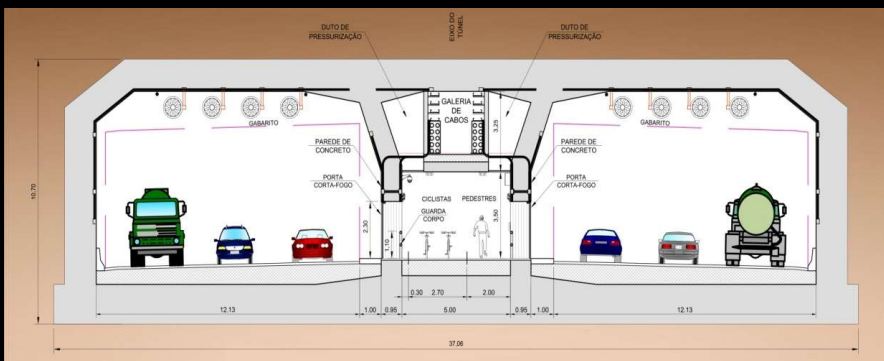 DUTO DE
PRESSURIZAÇÃO
EIXO DO
TÚNEL
DUTO DE
PRESSURIZAÇÃO
GABARITO
GALERIA
DE
CABOS
3,25
GABARITO
PAREDE DE
CONCRETO
PAREDE DE
CONCRETO
PORTA
CORTA-FOGO
PORTA
CORTA-FOGO
CICLISTAS
PEDESTRES
GUARDA
CORPO
10,70
2,30
1,10
3,50
0.30
2.70
2.00
12.13
1.00
0.95
5.00
0.95
1.00
12.13
37,06